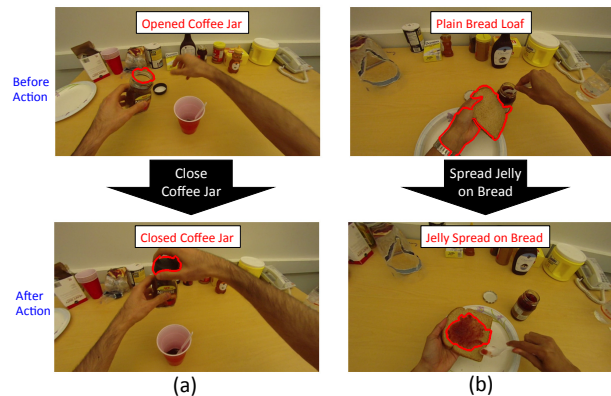 Opened Coffee Jar
Plain Bread Loaf
Before
Action
Close
Coffee Jar
Spread Jelly
on Bread
Closed Coffee Jar
Jelly Spread on Bread
After
Action
(a)
(b)